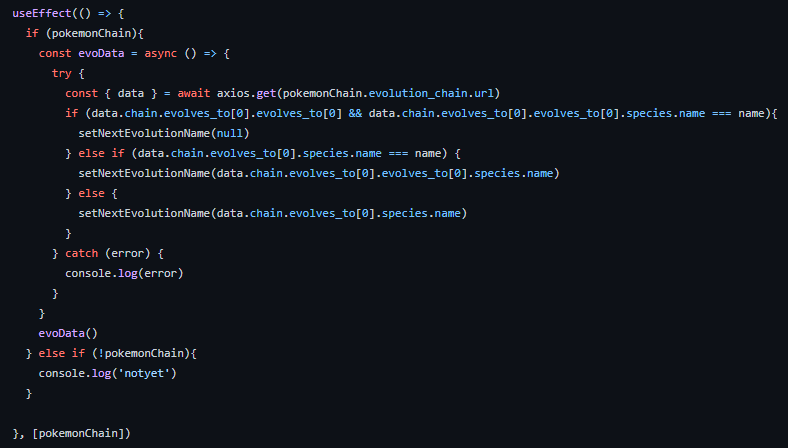 useEffect(() => {
  if (pokemonChain){
    const evoData = async () => {
      try {
        const { data } = await axios.get(pokemonChain.evolution_chain.url)
        if (data.chain.evolves_to[0].evolves_to[0] && data.chain.evolves_to[0].evolves_to[0].species.name === name){
          setNextEvolutionName(null)
        } else if (data.chain.evolves_to[0].species.name === name) {
          setNextEvolutionName(data.chain.evolves_to[0].evolves_to[0].species.name)
        } else {
          setNextEvolutionName(data.chain.evolves_to[0].species.name)
        }
      } catch (error) {
        console.log(error)
      }
    }
    evoData()
  } else if (!pokemonChain){
    console.log('notyet')
  }

}, [pokemonChain])